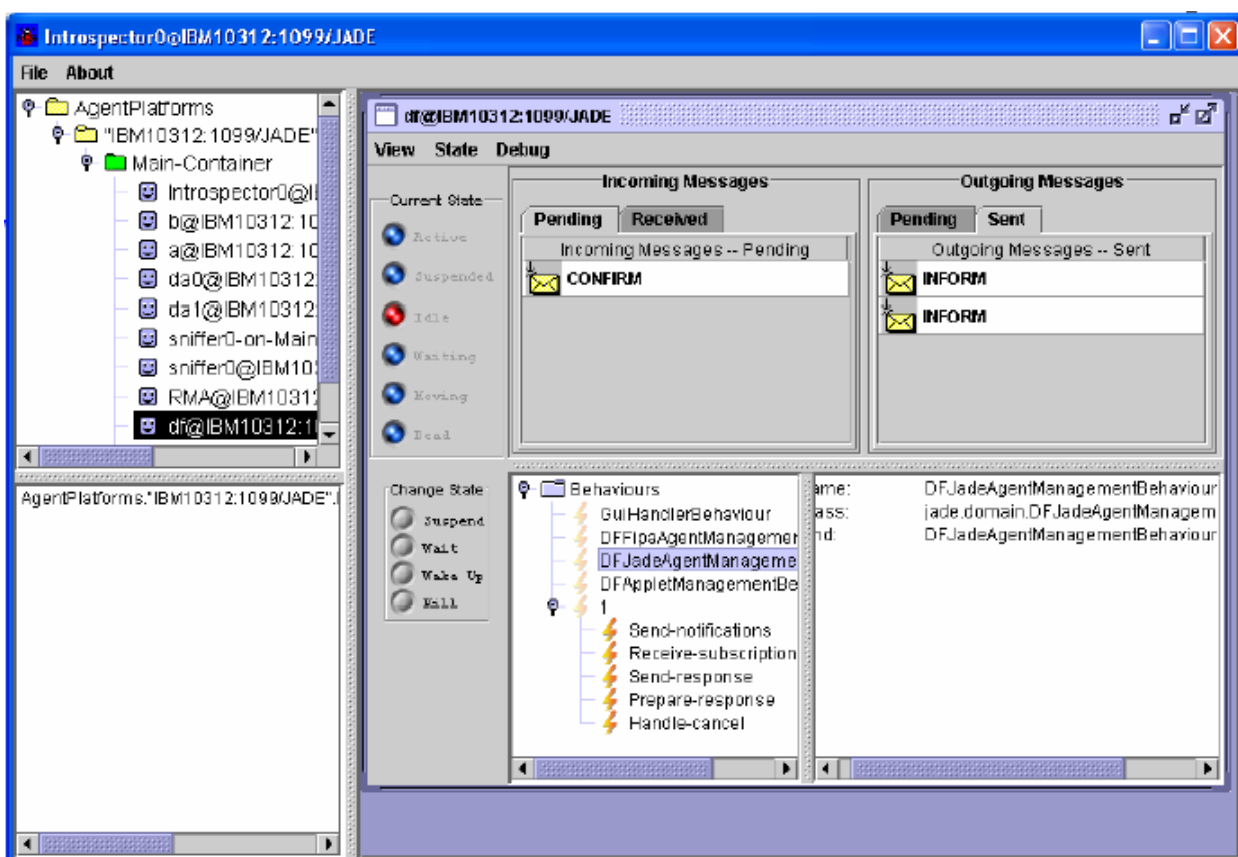 Introspector0@IBM10312:1099/JADE
File About
AgentPlatforms
"IBM10312:1099/JADE"
Main-Container
Introspector0@I
b@IBM10312:10
a@IBM10312:10
da0@IBM10312:
da1@IBM10312:
sniffer0-on-Main
sniffer0@IBM10
RMA@IBM10312
df@IBM10312:1
AgentPlatforms."IBM10312:1099/JADE".
df@IBM10312:1099/JADE
View State Debug
Current State
Active
Suspended
Idle
Waiting
Moving
Dead
Incoming Messages
Pending Received
Incoming Messages -- Pending
CONFIRM
Outgoing Messages
Pending Sent
Outgoing Messages -- Sent
INFORM
INFORM
Change State
Suspend
Wait
Wake Up
Kill
Behaviours
GuiHandlerBehaviour
DFFipaAgentManagemer
DFJadeAgentManageme
DFAppletManagementBe
1
Send-notifications
Receive-subscription
Send-response
Prepare-response
Handle-cancel
ame: DFJadeAgentManagementBehaviour
ass: jade.domain.DFJadeAgentManagem
nd: DFJadeAgentManagementBehaviour